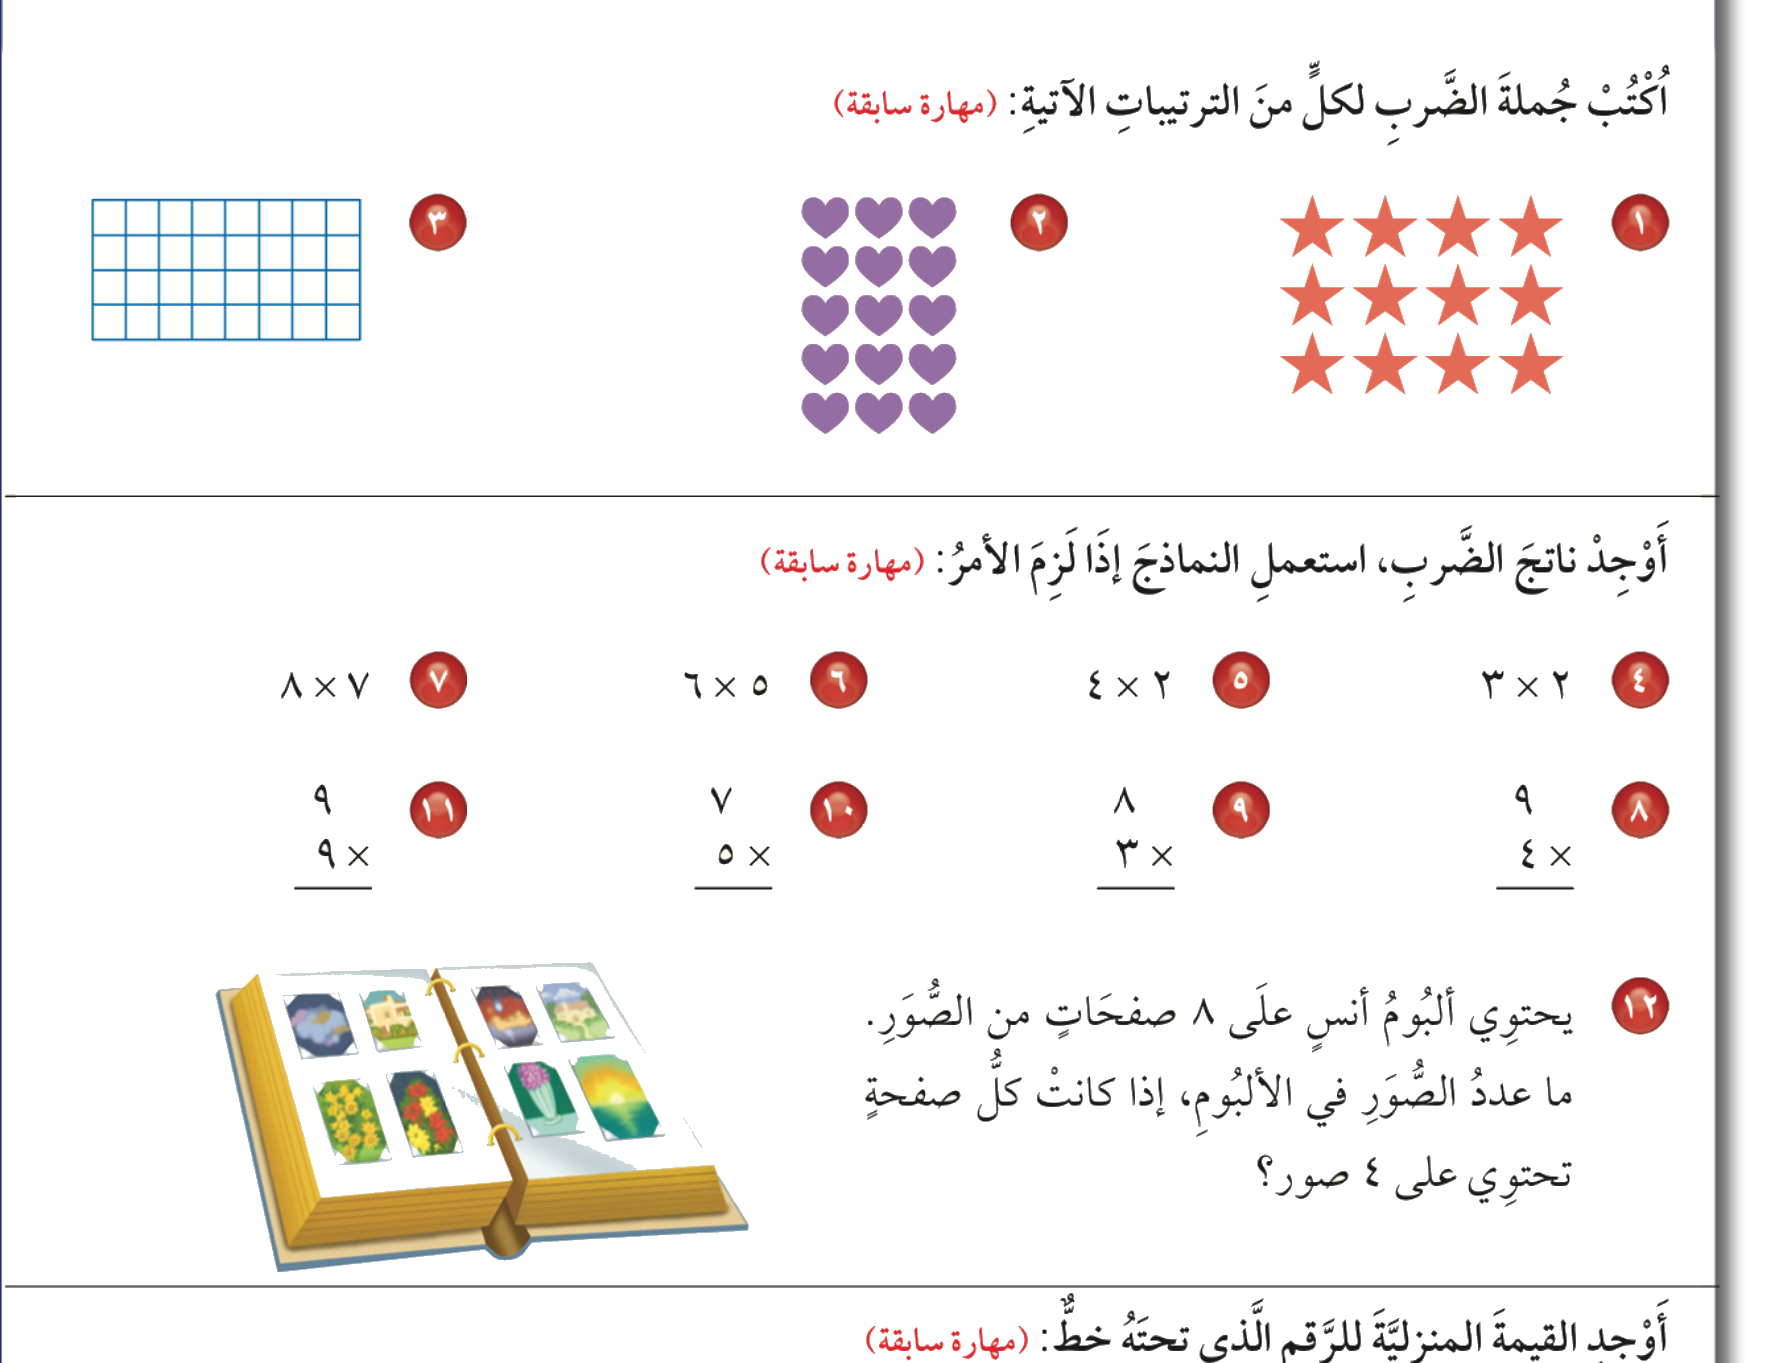 اُكْتُبْ جُملةَ الضَّربِ لكلٍّ منَ الترتيباتِ الآتيةِ: (مهارة سابقة)
١ ٢ ٣
أَوْجِدْ ناتجَ الضَّربِ، استعملِ النماذجَ إذَا لَزِمَ الأمرُ: (مهارة سابقة)
٤ ٢ × ٣ ٥ ٢ × ٤ ٦ ٥ × ٦ ٧ ٧ × ٨
٨ ٩ ٩ ٨ ١٠ ٧ ١١ ٩
× ٤ × ٣ × ٥ × ٩
١٢ يحتوِي ألبُومُ أنسٍ علَى ٨ صفحَاتٍ من الصُّوَرِ.
ما عددُ الصُّوَرِ في الألبُومِ، إذا كانتْ كلُّ صفحةٍ
تحتوِي على ٤ صور؟
أَوْجِدِ القيمةَ المنزليَّةَ للرَّقمِ الَّذي تحتَهُ خطٌّ: (مهارة سابقة)